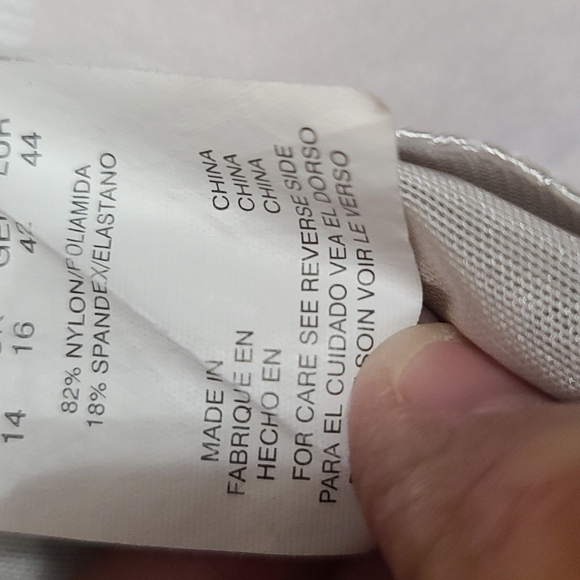 14 16 42 44
82% NYLON/POLIAMIDA
18% SPANDEX/ELASTANO
MADE IN CHINA
FABRIQUE EN CHINA
HECHO EN CHINA
FOR CARE SEE REVERSE SIDE
PARA EL CUIDADO VEA EL DORSO
SOIN VOIR LE VERSO